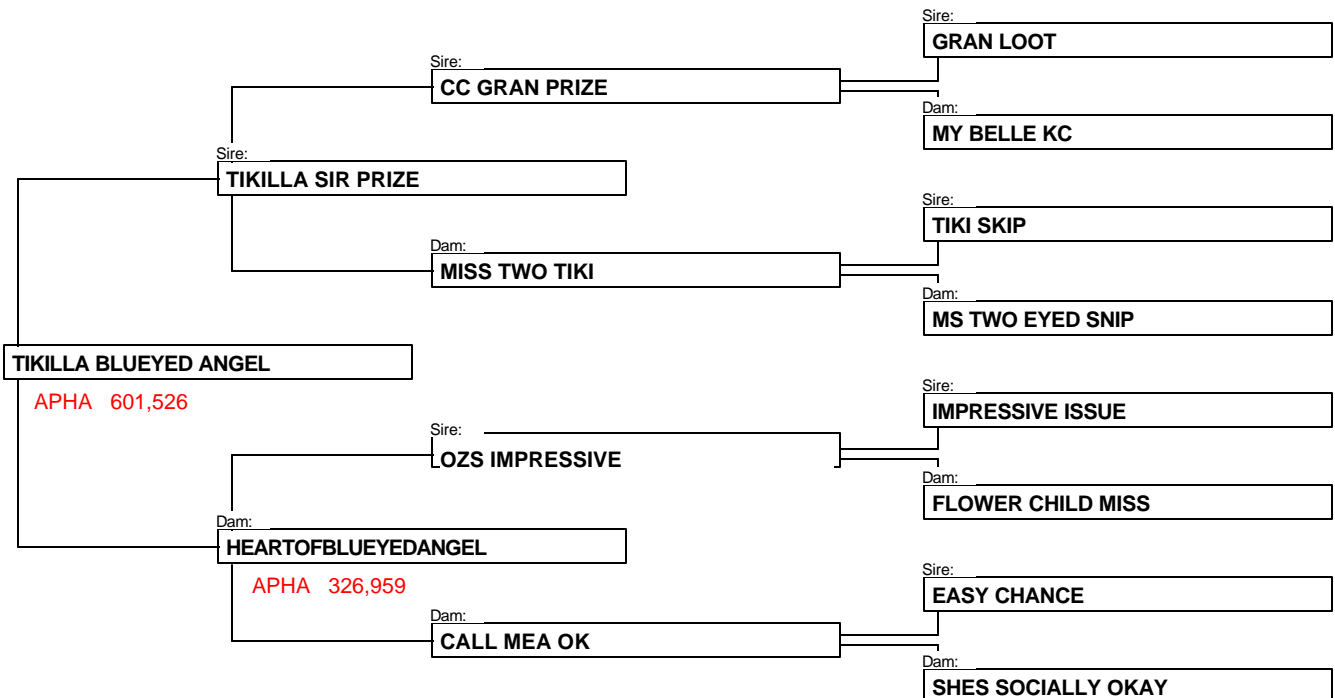 Sire:
GRAN LOOT
Sire:
CC GRAN PRIZE
Dam:
MY BELLE KC
Sire:
TIKILLA SIR PRIZE
Sire:
TIKI SKIP
Dam:
MISS TWO TIKI
Dam:
MS TWO EYED SNIP
TIKILLA BLUEYED ANGEL
APHA 601,526
Sire:
IMPRESSIVE ISSUE
Sire:
OZS IMPRESSIVE
Dam:
FLOWER CHILD MISS
Dam:
HEARTOFBLUEYEDANGEL
APHA 326,959
Sire:
EASY CHANCE
Dam:
CALL MEA OK
Dam:
SHES SOCIALLY OKAY